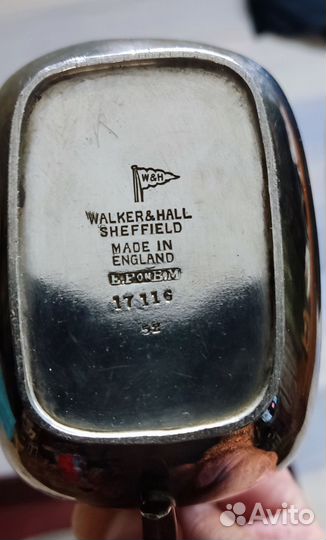 W&H
WALKER&HALL
SHEFFIELD
MADE IN
ENGLAND
E.P ON B.M
17116
52
Avito